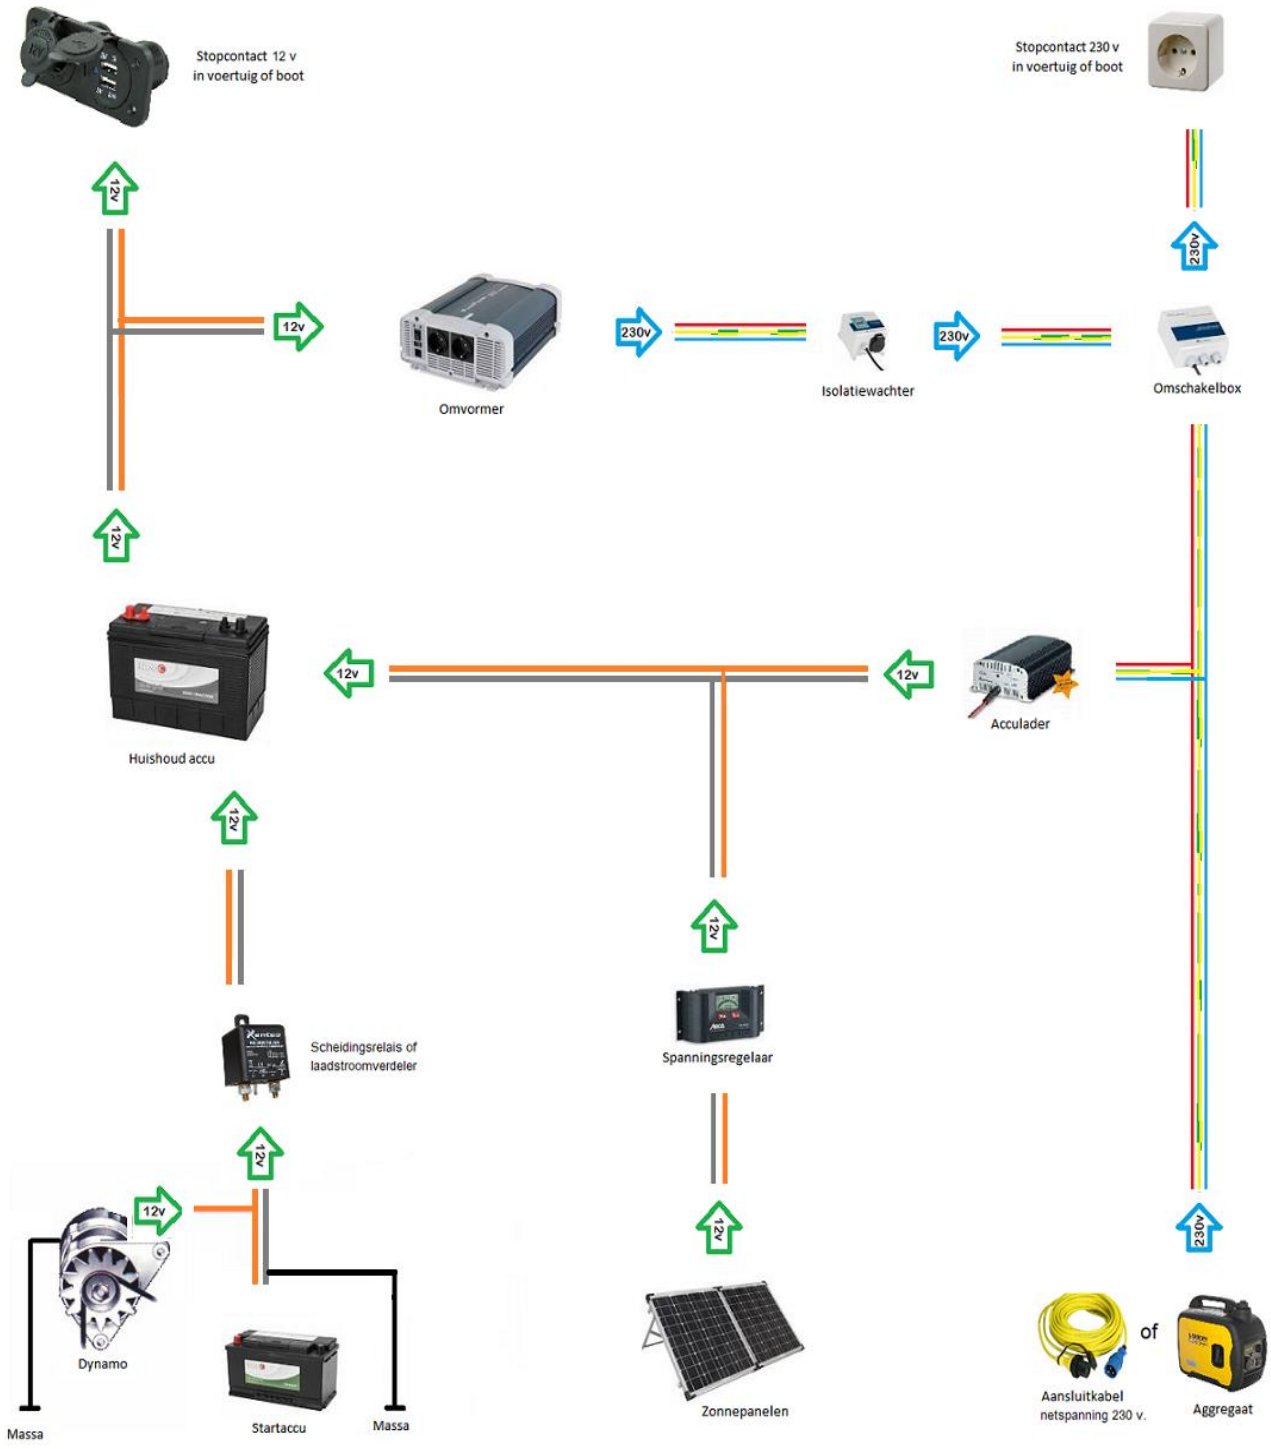 Stopcontact 12 v
in voertuig of boot
Stopcontact 230 v
in voertuig of boot
12v
230v
12v
230v
230v
Isolatiewachter
Omschakelbox
Omvormer
12v
12v
12v
Acculader
Huishoud accu
12v
12v
Spanningsregelaar
Scheidingsrelais of
laadstroomverdeler
12v
12v
12v
230v
of
Dynamo
Aansluitkabel
netspanning 230 v.
Zonnepanelen
Aggregaat
Startaccu
Massa
Massa